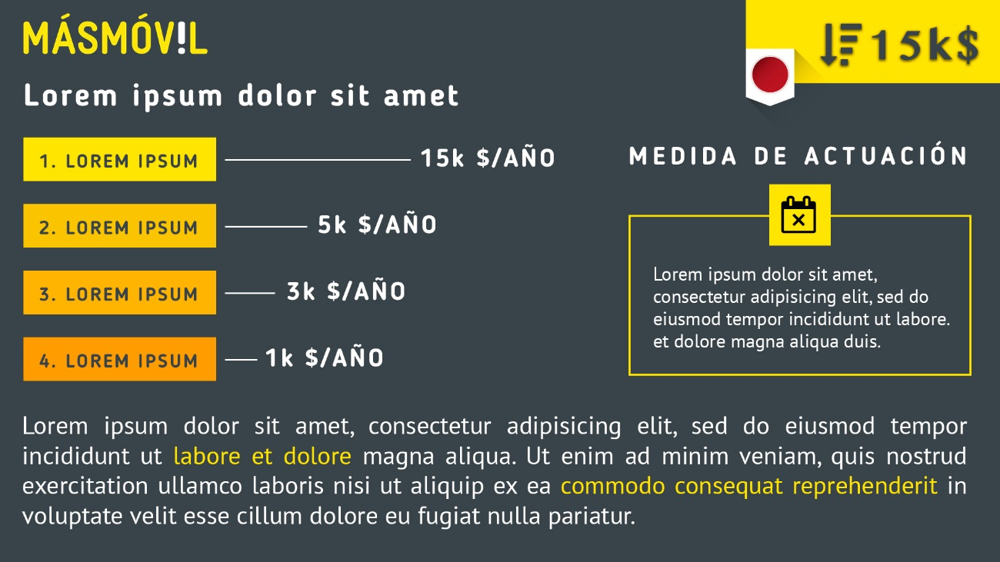 MÁSMÓV!L
15k$
Lorem ipsum dolor sit amet
1. LOREM IPSUM
15k $/AÑO
2. LOREM IPSUM
5k $/AÑO
3. LOREM IPSUM
3k $/AÑO
4. LOREM IPSUM
1k $/AÑO
MEDIDA DE ACTUACIÓN
Lorem ipsum dolor sit amet,
consectetur adipisicing elit, sed do
eiusmod tempor incididunt ut labore.
et dolore magna aliqua duis.
Lorem ipsum dolor sit amet, consectetur adipisicing elit, sed do eiusmod tempor
incididunt ut labore et dolore magna aliqua. Ut enim ad minim veniam, quis nostrud
exercitation ullamco laboris nisi ut aliquip ex ea commodo consequat reprehenderit in
voluptate velit esse cillum dolore eu fugiat nulla pariatur.